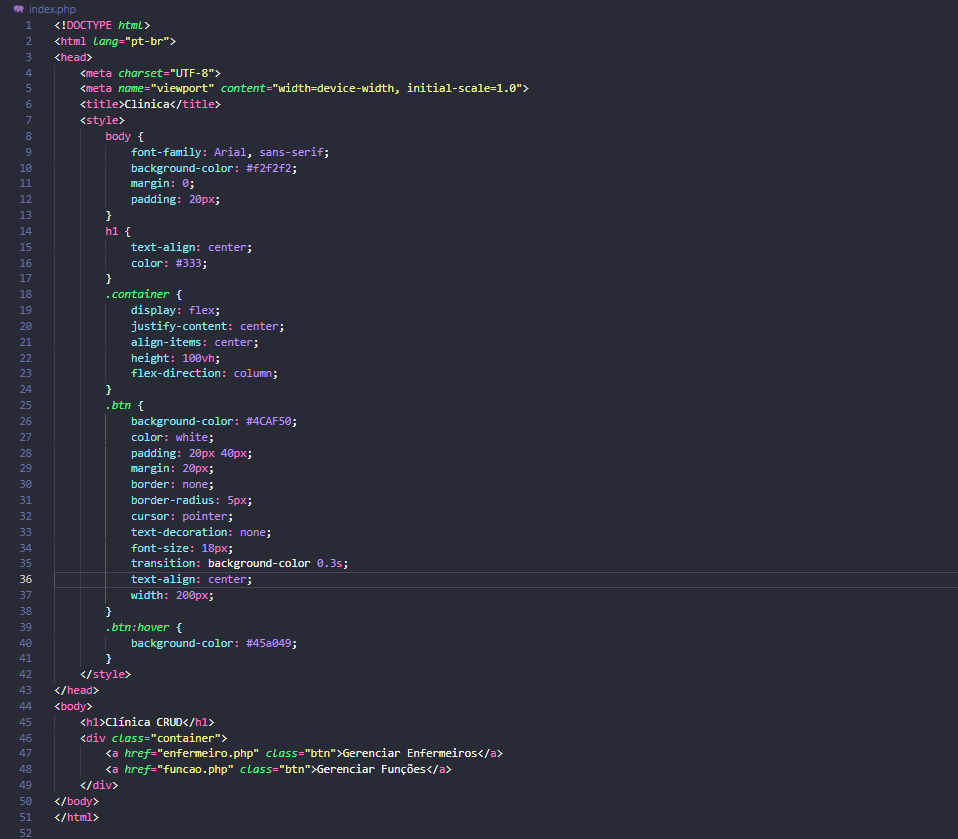 index.php
1 <!DOCTYPE html>
2 <html lang="pt-br">
3 <head>
4     <meta charset="UTF-8">
5     <meta name="viewport" content="width=device-width, initial-scale=1.0">
6     <title>Clinica</title>
7     <style>
8         body {
9             font-family: Arial, sans-serif;
10             background-color: #f2f2f2;
11             margin: 0;
12             padding: 20px;
13         }
14         h1 {
15             text-align: center;
16             color: #333;
17         }
18         .container {
19             display: flex;
20             justify-content: center;
21             align-items: center;
22             height: 100vh;
23             flex-direction: column;
24         }
25         .btn {
26             background-color: #4CAF50;
27             color: white;
28             padding: 20px 40px;
29             margin: 20px;
30             border: none;
31             border-radius: 5px;
32             cursor: pointer;
33             text-decoration: none;
34             font-size: 18px;
35             transition: background-color 0.3s;
36             text-align: center;
37             width: 200px;
38         }
39         .btn:hover {
40             background-color: #45a049;
41         }
42     </style>
43 </head>
44 <body>
45     <h1>Clínica CRUD</h1>
46     <div class="container">
47         <a href="enfermeiro.php" class="btn">Gerenciar Enfermeiros</a>
48         <a href="funcao.php" class="btn">Gerenciar Funções</a>
49     </div>
50 </body>
51 </html>
52